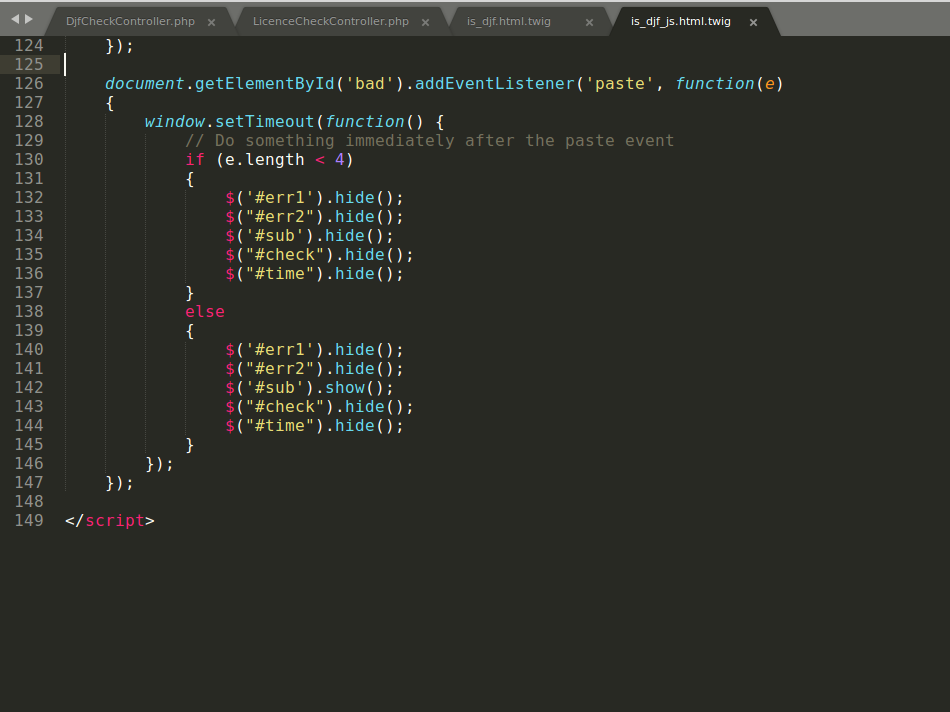 DjfCheckController.php × LicenceCheckController.php × is_djf.html.twig × is_djf_js.html.twig ×
124     });
125
126     document.getElementById('bad').addEventListener('paste', function(e)
127     {
128         window.setTimeout(function() {
129             // Do something immediately after the paste event
130             if (e.length < 4)
131             {
132                 $('#err1').hide();
133                 $("#err2").hide();
134                 $('#sub').hide();
135                 $("#check").hide();
136                 $("#time").hide();
137             }
138             else
139             {
140                 $('#err1').hide();
141                 $("#err2").hide();
142                 $('#sub').show();
143                 $("#check").hide();
144                 $("#time").hide();
145             }
146         });
147     });
148
149 </script>